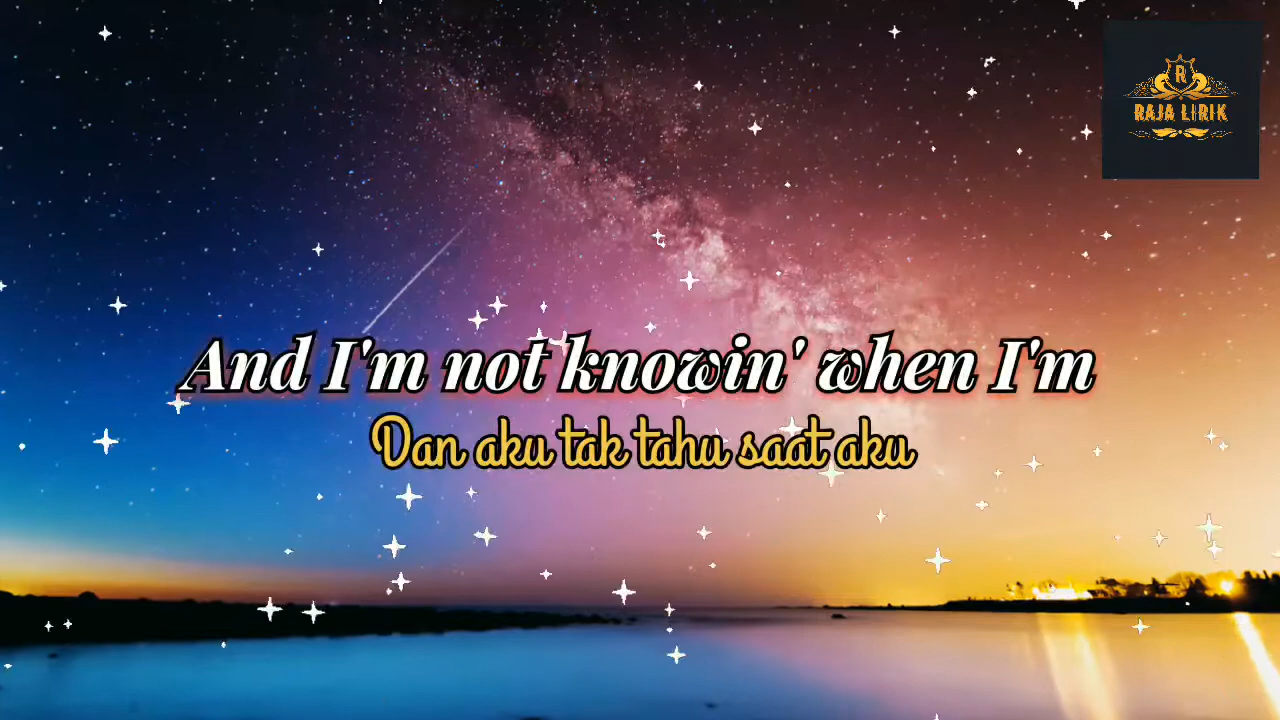 R
RAJA LIRIK
And I'm not knowin' when I'm
Dan aku tak tahu saat aku